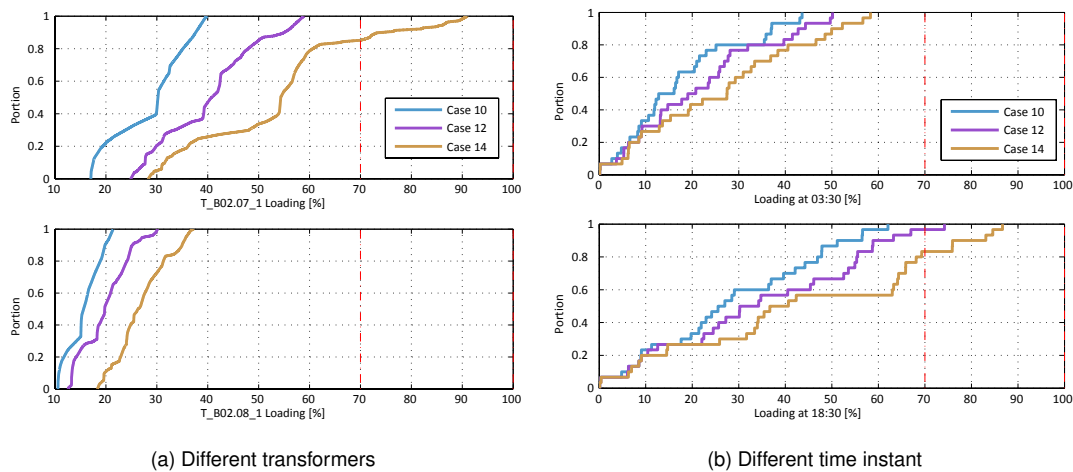 1
0.8
0.6
0.4
0.2
0
Portion
Case 10
Case 12
Case 14
10 20 30 40 50 60 70 80 90 100
T_B02.07_1 Loading [%]
1
0.8
0.6
0.4
0.2
0
Portion
10 20 30 40 50 60 70 80 90 100
T_B02.08_1 Loading [%]
(a) Different transformers
1
0.8
0.6
0.4
0.2
0
Portion
Case 10
Case 12
Case 14
0 10 20 30 40 50 60 70 80 90 100
Loading at 03:30 [%]
1
0.8
0.6
0.4
0.2
0
Portion
0 10 20 30 40 50 60 70 80 90 100
Loading at 18:30 [%]
(b) Different time instant